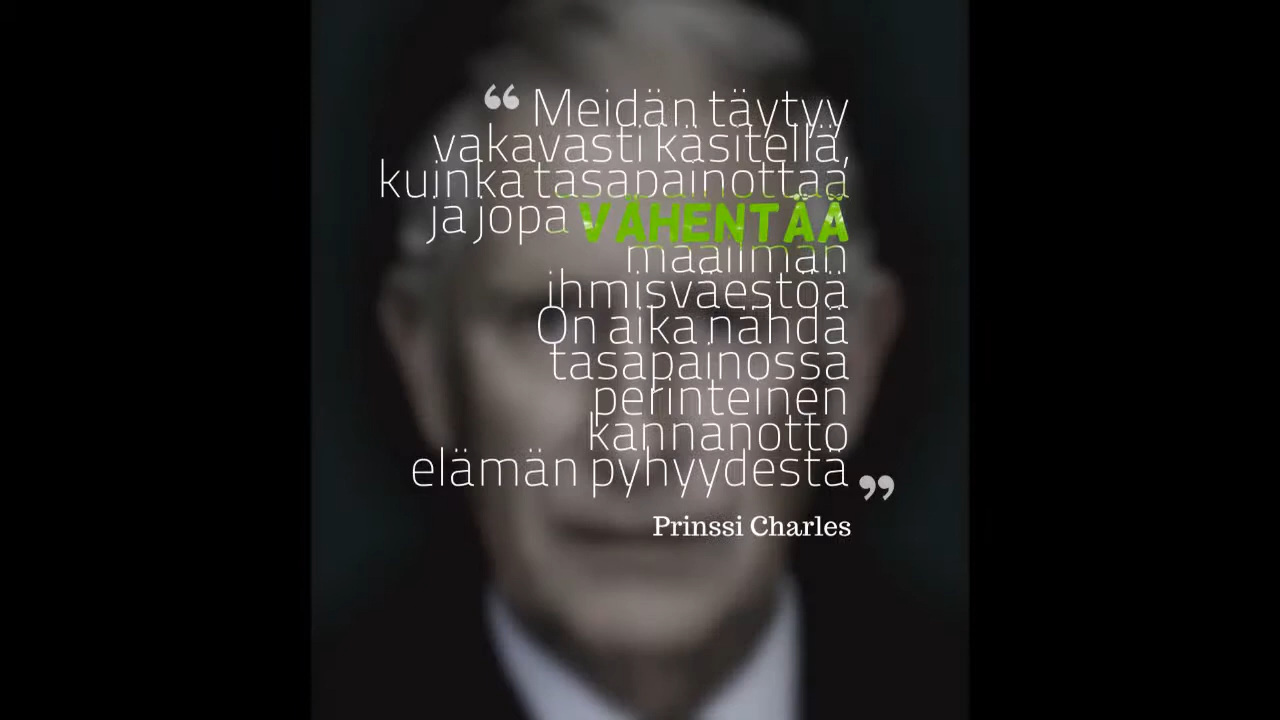 “ Meidän täytyy
vakavasti käsitellä,
kuinka tasapainottaa
ja jopa VÄHENTÄÄ
maailman
ihmisväestöä
On aika nähdä
tasapainossa
perinteinen
kannanotto
elämän pyhyydestä ”
Prinssi Charles